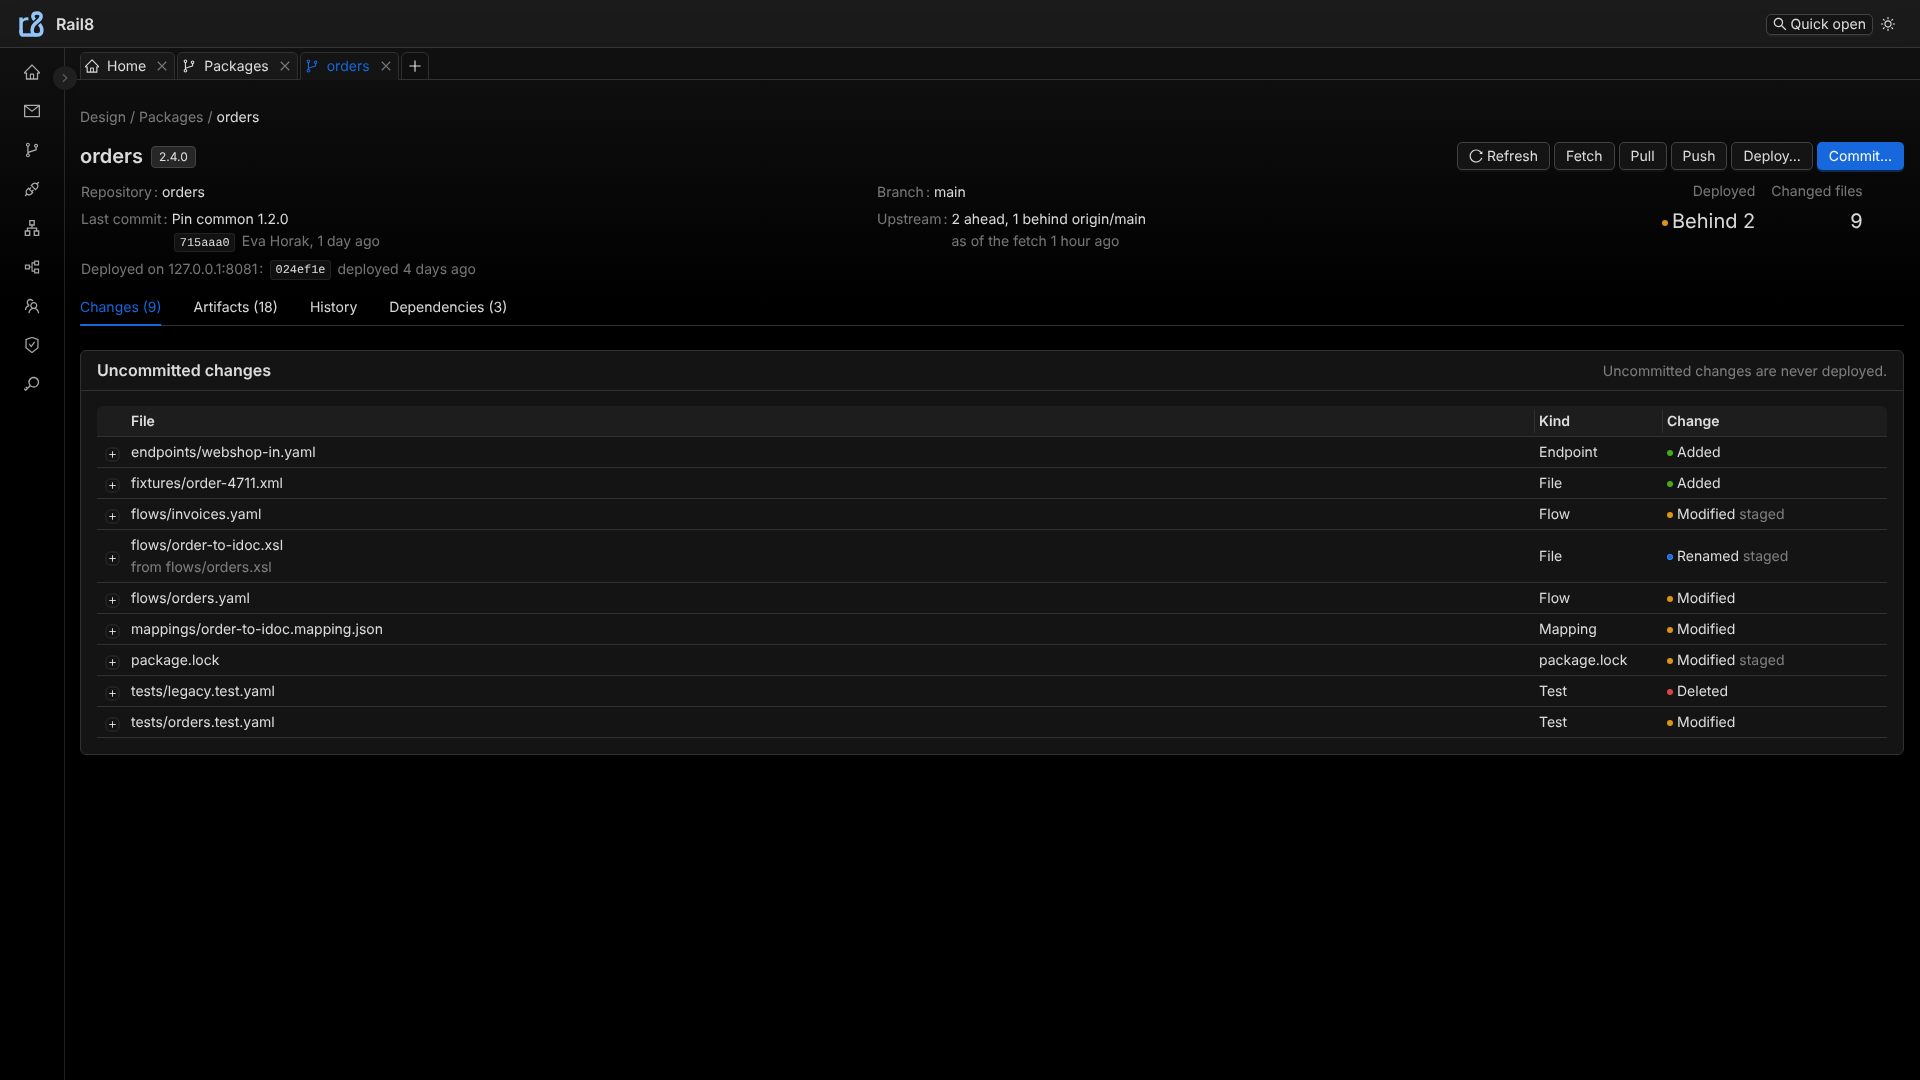 r8 Rail8 Quick open
Home Packages orders
Design / Packages / orders
orders 2.4.0 Refresh Fetch Pull Push Deploy... Commit...
Repository: orders Branch: main Deployed Changed files
Last commit: Pin common 1.2.0 Upstream: 2 ahead, 1 behind origin/main Behind 2 9
715aaa0 Eva Horak, 1 day ago as of the fetch 1 hour ago
Deployed on 127.0.0.1:8081: 024ef1e deployed 4 days ago
Changes (9) Artifacts (18) History Dependencies (3)
Uncommitted changes Uncommitted changes are never deployed.
File Kind Change
endpoints/webshop-in.yaml Endpoint Added
fixtures/order-4711.xml File Added
flows/invoices.yaml Flow Modified staged
flows/order-to-idoc.xsl File Renamed staged
from flows/orders.xsl
flows/orders.yaml Flow Modified
mappings/order-to-idoc.mapping.json Mapping Modified
package.lock package.lock Modified staged
tests/legacy.test.yaml Test Deleted
tests/orders.test.yaml Test Modified